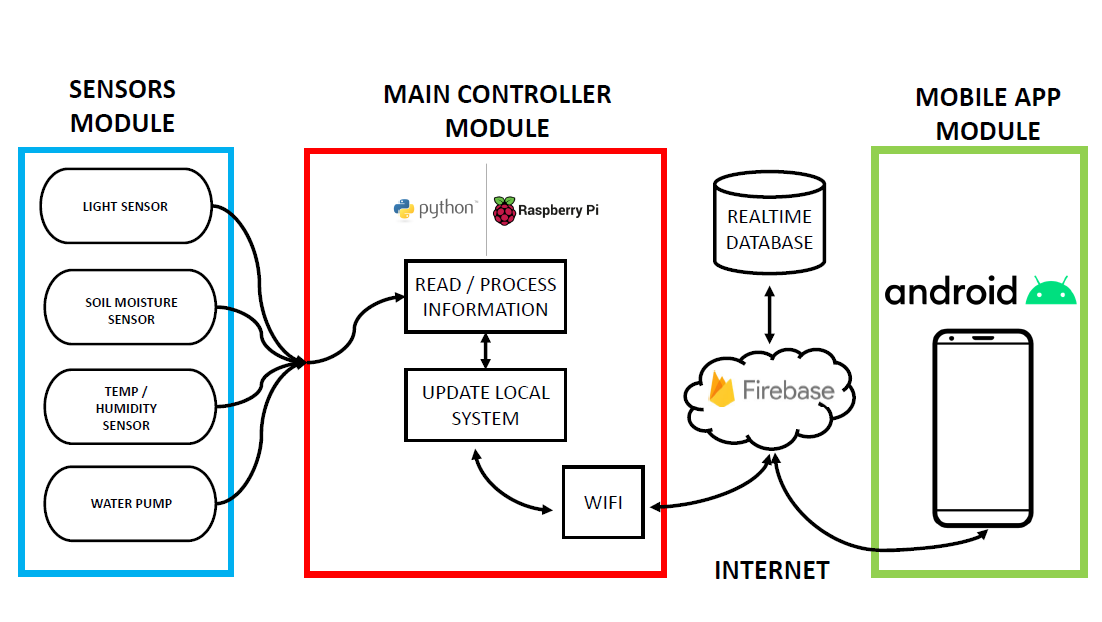 SENSORS
MODULE
LIGHT SENSOR
SOIL MOISTURE
SENSOR
TEMP /
HUMIDITY
SENSOR
WATER PUMP
MAIN CONTROLLER
MODULE
python
Raspberry Pi
READ / PROCESS
INFORMATION
UPDATE LOCAL
SYSTEM
WIFI
REALTIME
DATABASE
Firebase
INTERNET
MOBILE APP
MODULE
android